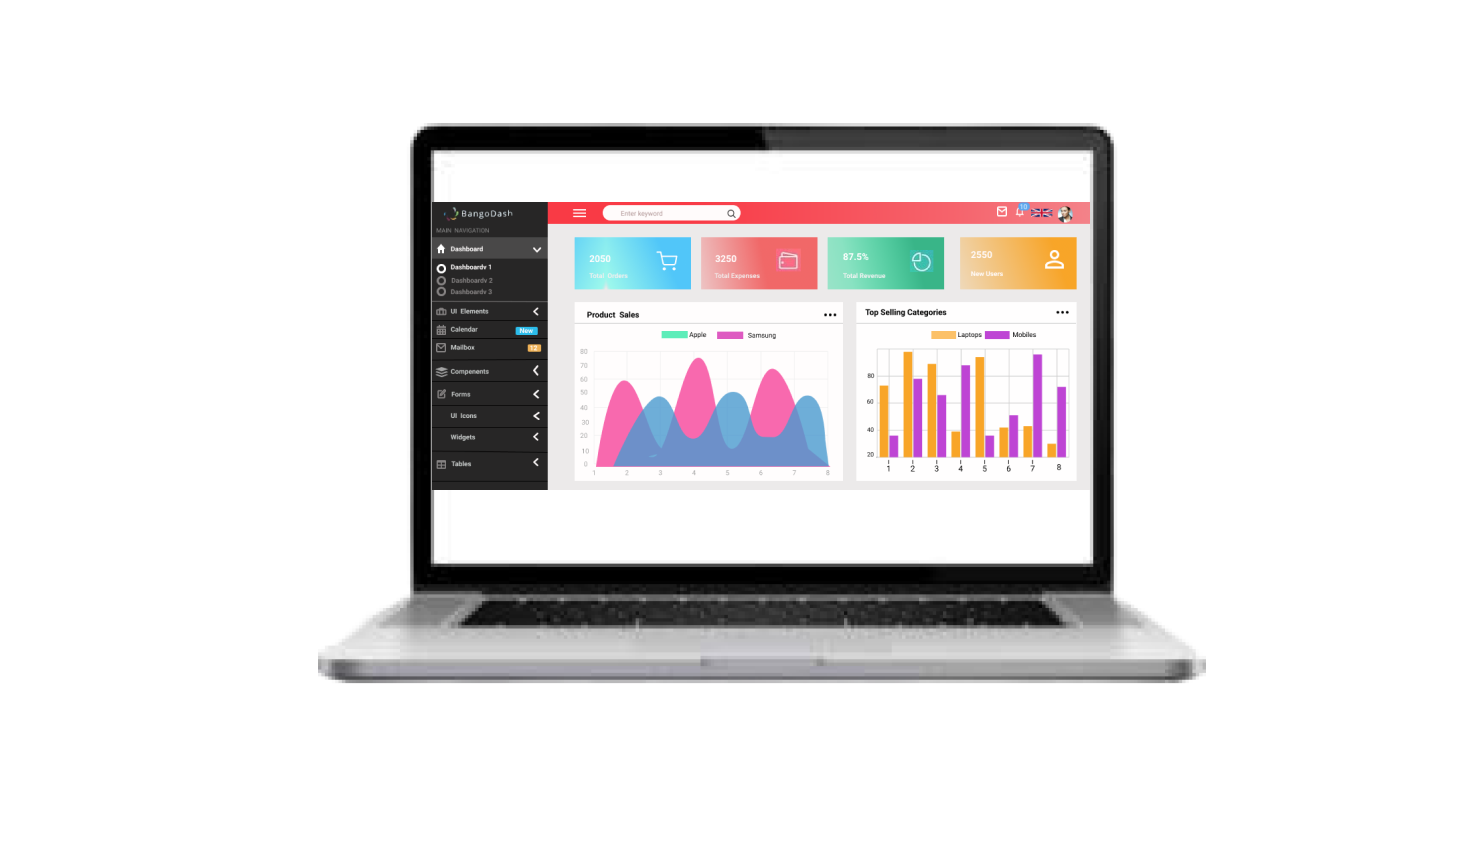 BangoDash
MAIN NAVIGATION
Dashboard
Dashboardv 1
Dashboardv 2
Dashboardv 3
UI Elements
Calendar
New
Mailbox
12
Compenents
Forms
UI Icons
Widgets
Tables
Enter keyword
10
2050
Total Orders
3250
Total Expenses
87.5%
Total Revenue
2550
New Users
Product Sales
Apple
Samsung
80
70
60
50
40
30
20
10
0
1 2 3 4 5 6 7 8
Top Selling Categories
Laptops
Mobiles
80
60
40
20
1 2 3 4 5 6 7 8